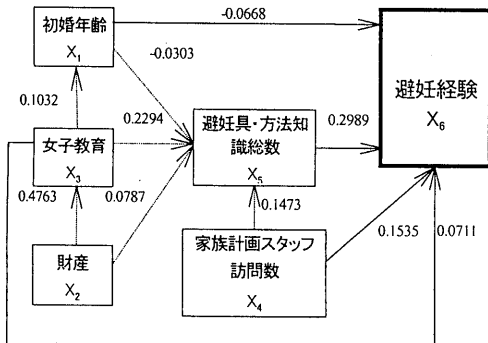 初婚年齢
X1
-0.0668
-0.0303
避妊経験
X6
0.1032
0.2294
避妊具・方法知
識総数
X5
0.2989
女子教育
X3
0.4763
0.0787
0.1473
財産
X2
家族計画スタッフ
訪問数
X4
0.1535
0.0711